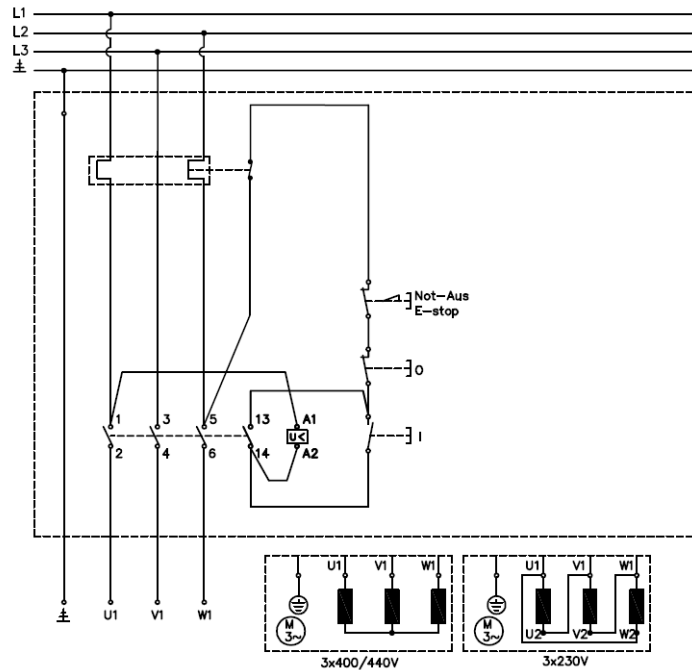 L1
L2
L3
Not-Aus
E-stop
O
1 3 5 13 A1
U<
I
2 4 6 14 A2
U1 V1 W1
U1 V1 W1
M
3~
U1 V1 W1
M
3~
U2 V2 W2
3x400/440V
3x230V